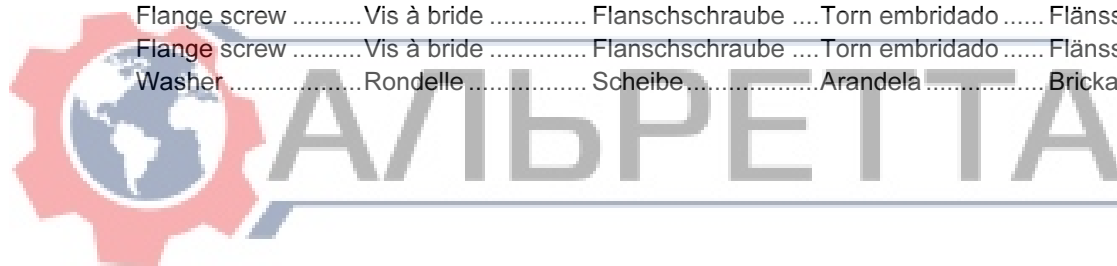 Flange screw ..........Vis à bride .............. Flanschschraube ....Torn embridado ...... Fläns
Flange screw ..........Vis à bride .............. Flanschschraube ....Torn embridado ......Fläns
Washer ...................Rondelle ................ Scheibe....................Arandela ................. Bricka
АЛЬРЕТТА